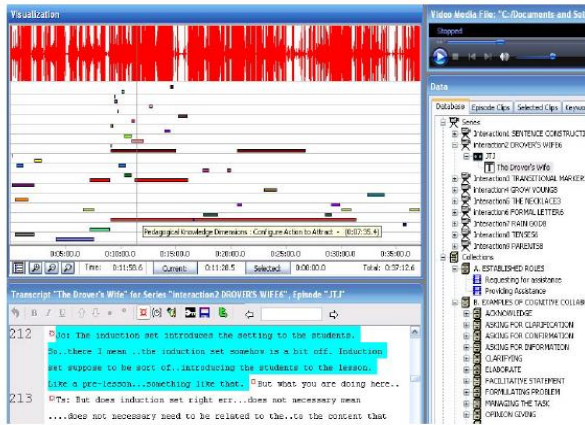 Visualization
Pedagogical Knowledge Dimensions : Configure Action to Attract - (0:07:35.4)
0:05:00.0 0:10:00.0 0:15:00.0 0:20:00.0 0:25:00.0 0:30:00.0 0:35:00.0
Time: 0:11:58.6 Current: 0:11:20.5 Selected: 0:00:00.0 Total: 0:37:12.6
Transcript "The Drover's Wife" for Series "Interaction2 DROVER'S WIFE6", Episode "JTJ"
B I U
212 Jo: The induction set introduces the setting to the students.
So..there I mean ..the induction set somehow is a bit off. Induction
set suppose to be sort of..introducing the students to the lesson.
Like a pre-lesson...something like that. But what you are doing here..
213 Ts: But does induction set right err...does not necessary mean
....does not necessary need to be related to the..to the content that
Video Media File: "C:/Documents and Set
Stopped
Data
Database Episode Clips Selected Clips Keywo
Series
Interaction1 SENTENCE CONSTRUCTI
Interaction2 DROVER'S WIFE6
JTJ
The Drover's Wife
Interaction3 TRANSITIONAL MARKER
Interaction4 GROW YOUNG8
Interaction5 THE NECKLACE3
Interaction6 FORMAL LETTER6
Interaction7 RAIN GOD8
Interaction8 TENSES6
Interaction9 PARENTS8
Collections
A. ESTABLISHED ROLES
Requesting for assistance
Providing Assistance
B. EXAMPLES OF COGNITIVE COLLAB
ACKNOWLEDGE
ASKING FOR CLARIFICATION
ASKING FOR CONFIRMATION
ASKING FOR INFORMATION
CLARIFYING
ELABORATE
FACILITATIVE STATEMENT
FORMULATING PROBLEM
MANAGING THE TASK
OPINION GIVING